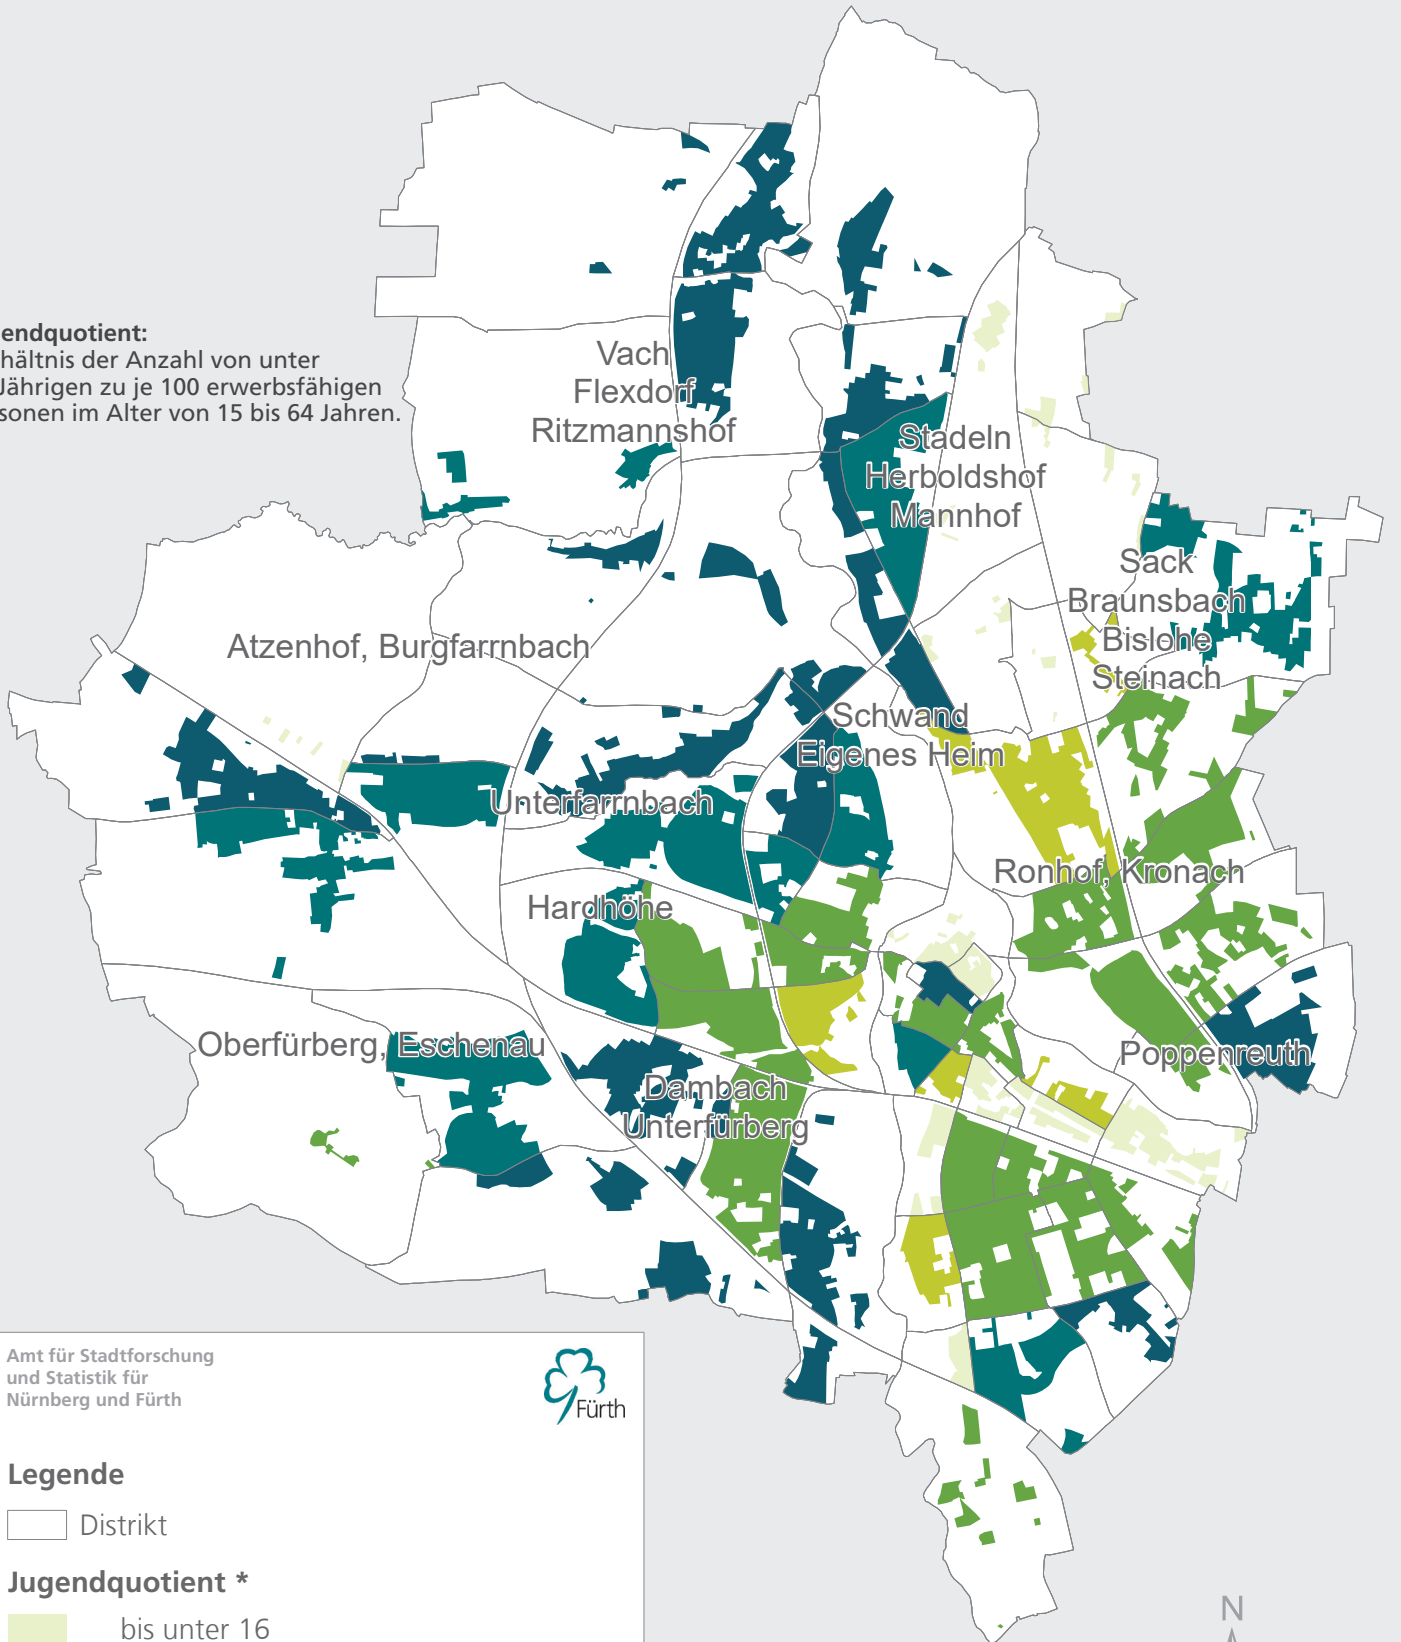 endquotient:
hältnis der Anzahl von unter
Jährigen zu je 100 erwerbsfähigen
sonen im Alter von 15 bis 64 Jahren.
Vach
Flexdorf
Ritzmannshof
Stadeln
Herboldshof
Mannhof
Sack
Braunsbach
Bislohe
Steinach
Atzenhof, Burgfarrnbach
Schwand
Eigenes Heim
Unterfarrnbach
Ronhof, Kronach
Hardhöhe
Oberfürberg, Eschenau
Poppenreuth
Dambach
Unterfürberg
Amt für Stadtforschung
und Statistik für
Nürnberg und Fürth
Fürth
Legende
Distrikt
Jugendquotient *
bis unter 16
N